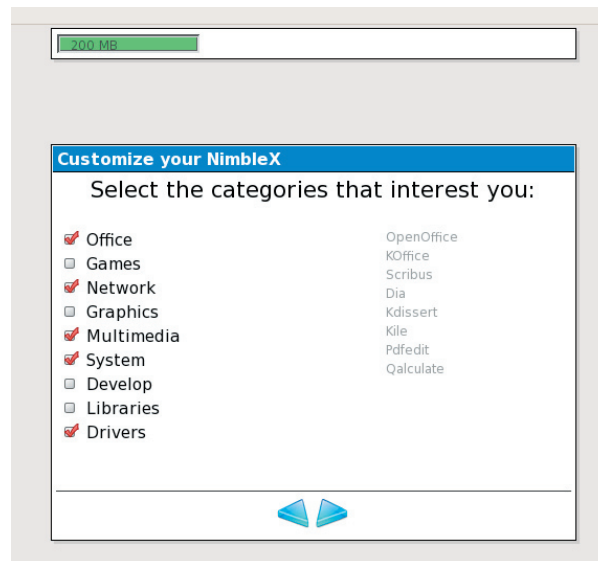 200 MB
Customize your NimbleX
Select the categories that interest you:
Office
Games
Network
Graphics
Multimedia
System
Develop
Libraries
Drivers
OpenOffice
KOffice
Scribus
Dia
Kdissert
Kile
Pdfedit
Qalculate